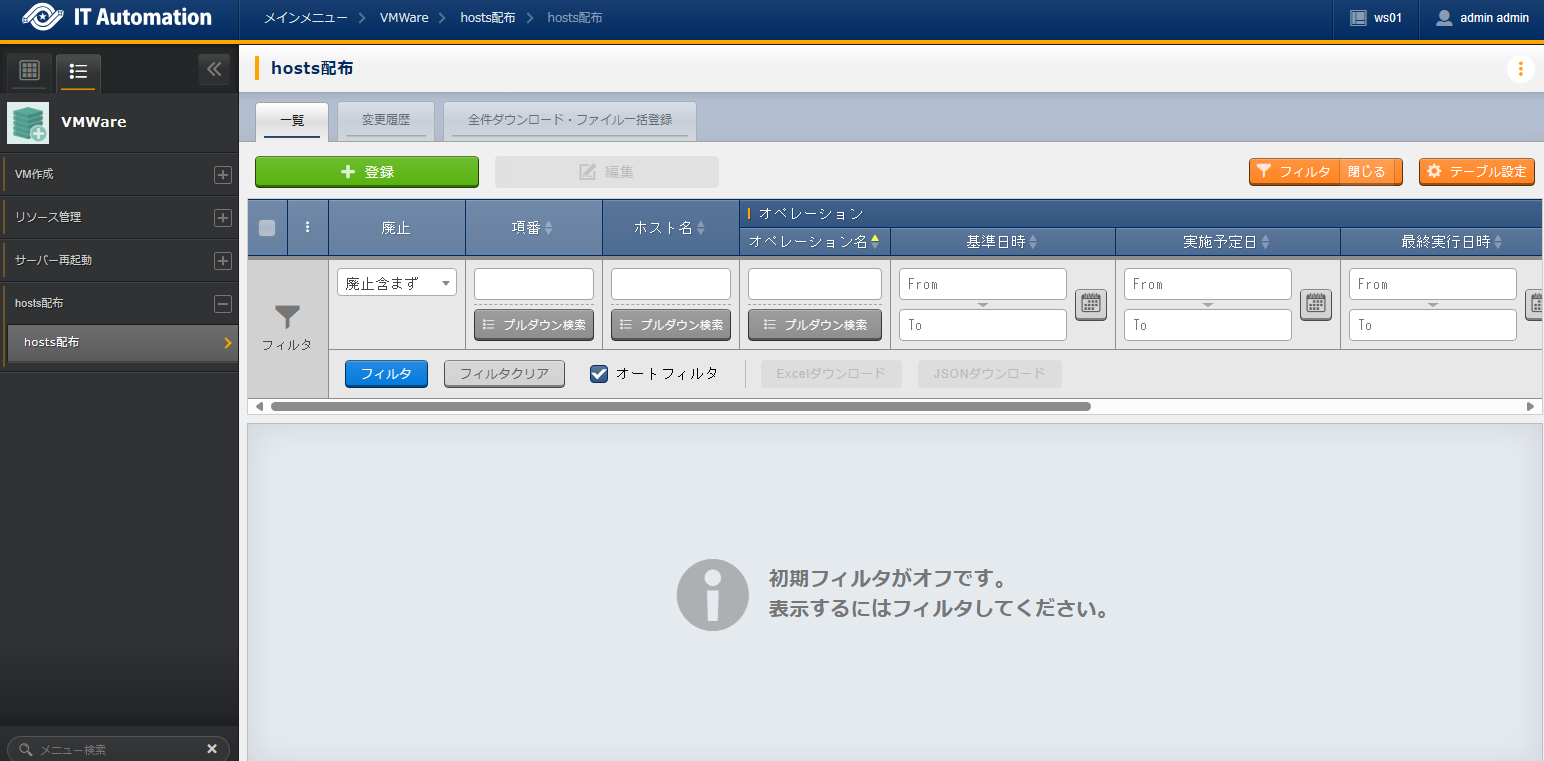 IT Automation
メインメニュー
VMWare
hosts配布
hosts配布
ws01
admin admin
VMWare
VM作成
リソース管理
サーバー再起動
hosts配布
hosts配布
メニュー検索
hosts配布
一覧
変更履歴
全件ダウンロード・ファイル一括登録
登録
編集
フィルタ 閉じる
テーブル設定
廃止
項番
ホスト名
オペレーション
オペレーション名
基準日時
実施予定日
最終実行日時
フィルタ
廃止含まず
プルダウン検索
プルダウン検索
プルダウン検索
From
To
From
To
From
To
フィルタ
フィルタクリア
オートフィルタ
Excelダウンロード
JSONダウンロード
初期フィルタがオフです。
表示するにはフィルタしてください。